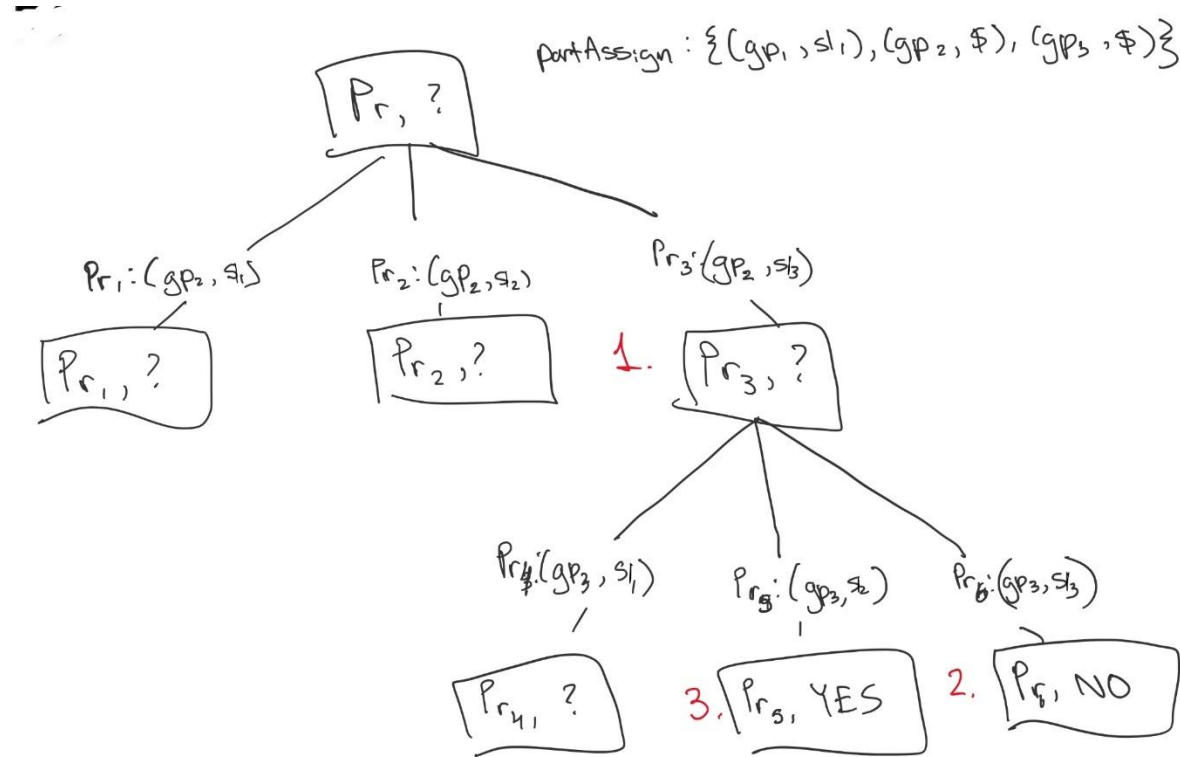 partAssign : {(gp₁, sl₁), (gp₂, $), (gp₃, $)}
Pr, ?
Pr₁: (gp₂, sl₁)
Pr₂: (gp₂, sl₂)
Pr₃: (gp₂, sl₃)
Pr₁, ?
Pr₂, ?
1.
Pr₃, ?
Pr₄: (gp₃, sl₁)
Pr₅: (gp₃, sl₂)
Pr₆: (gp₃, sl₃)
Pr₄, ?
3.
Pr₅, YES
2.
Pr₆, NO